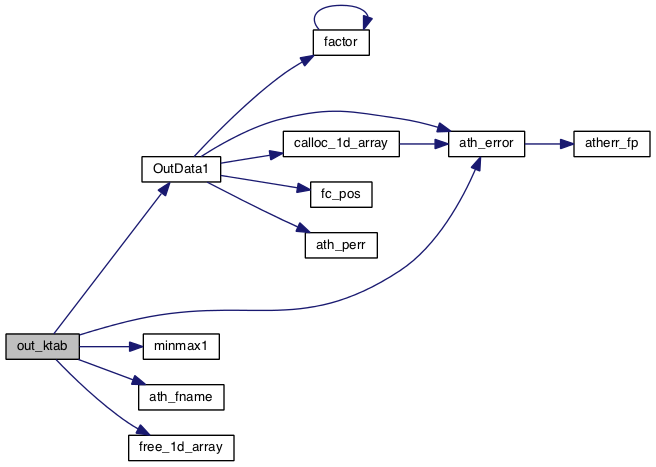 factor
calloc_1d_array
ath_error
atherr_fp
OutData1
fc_pos
ath_perr
out_ktab
minmax1
ath_fname
free_1d_array